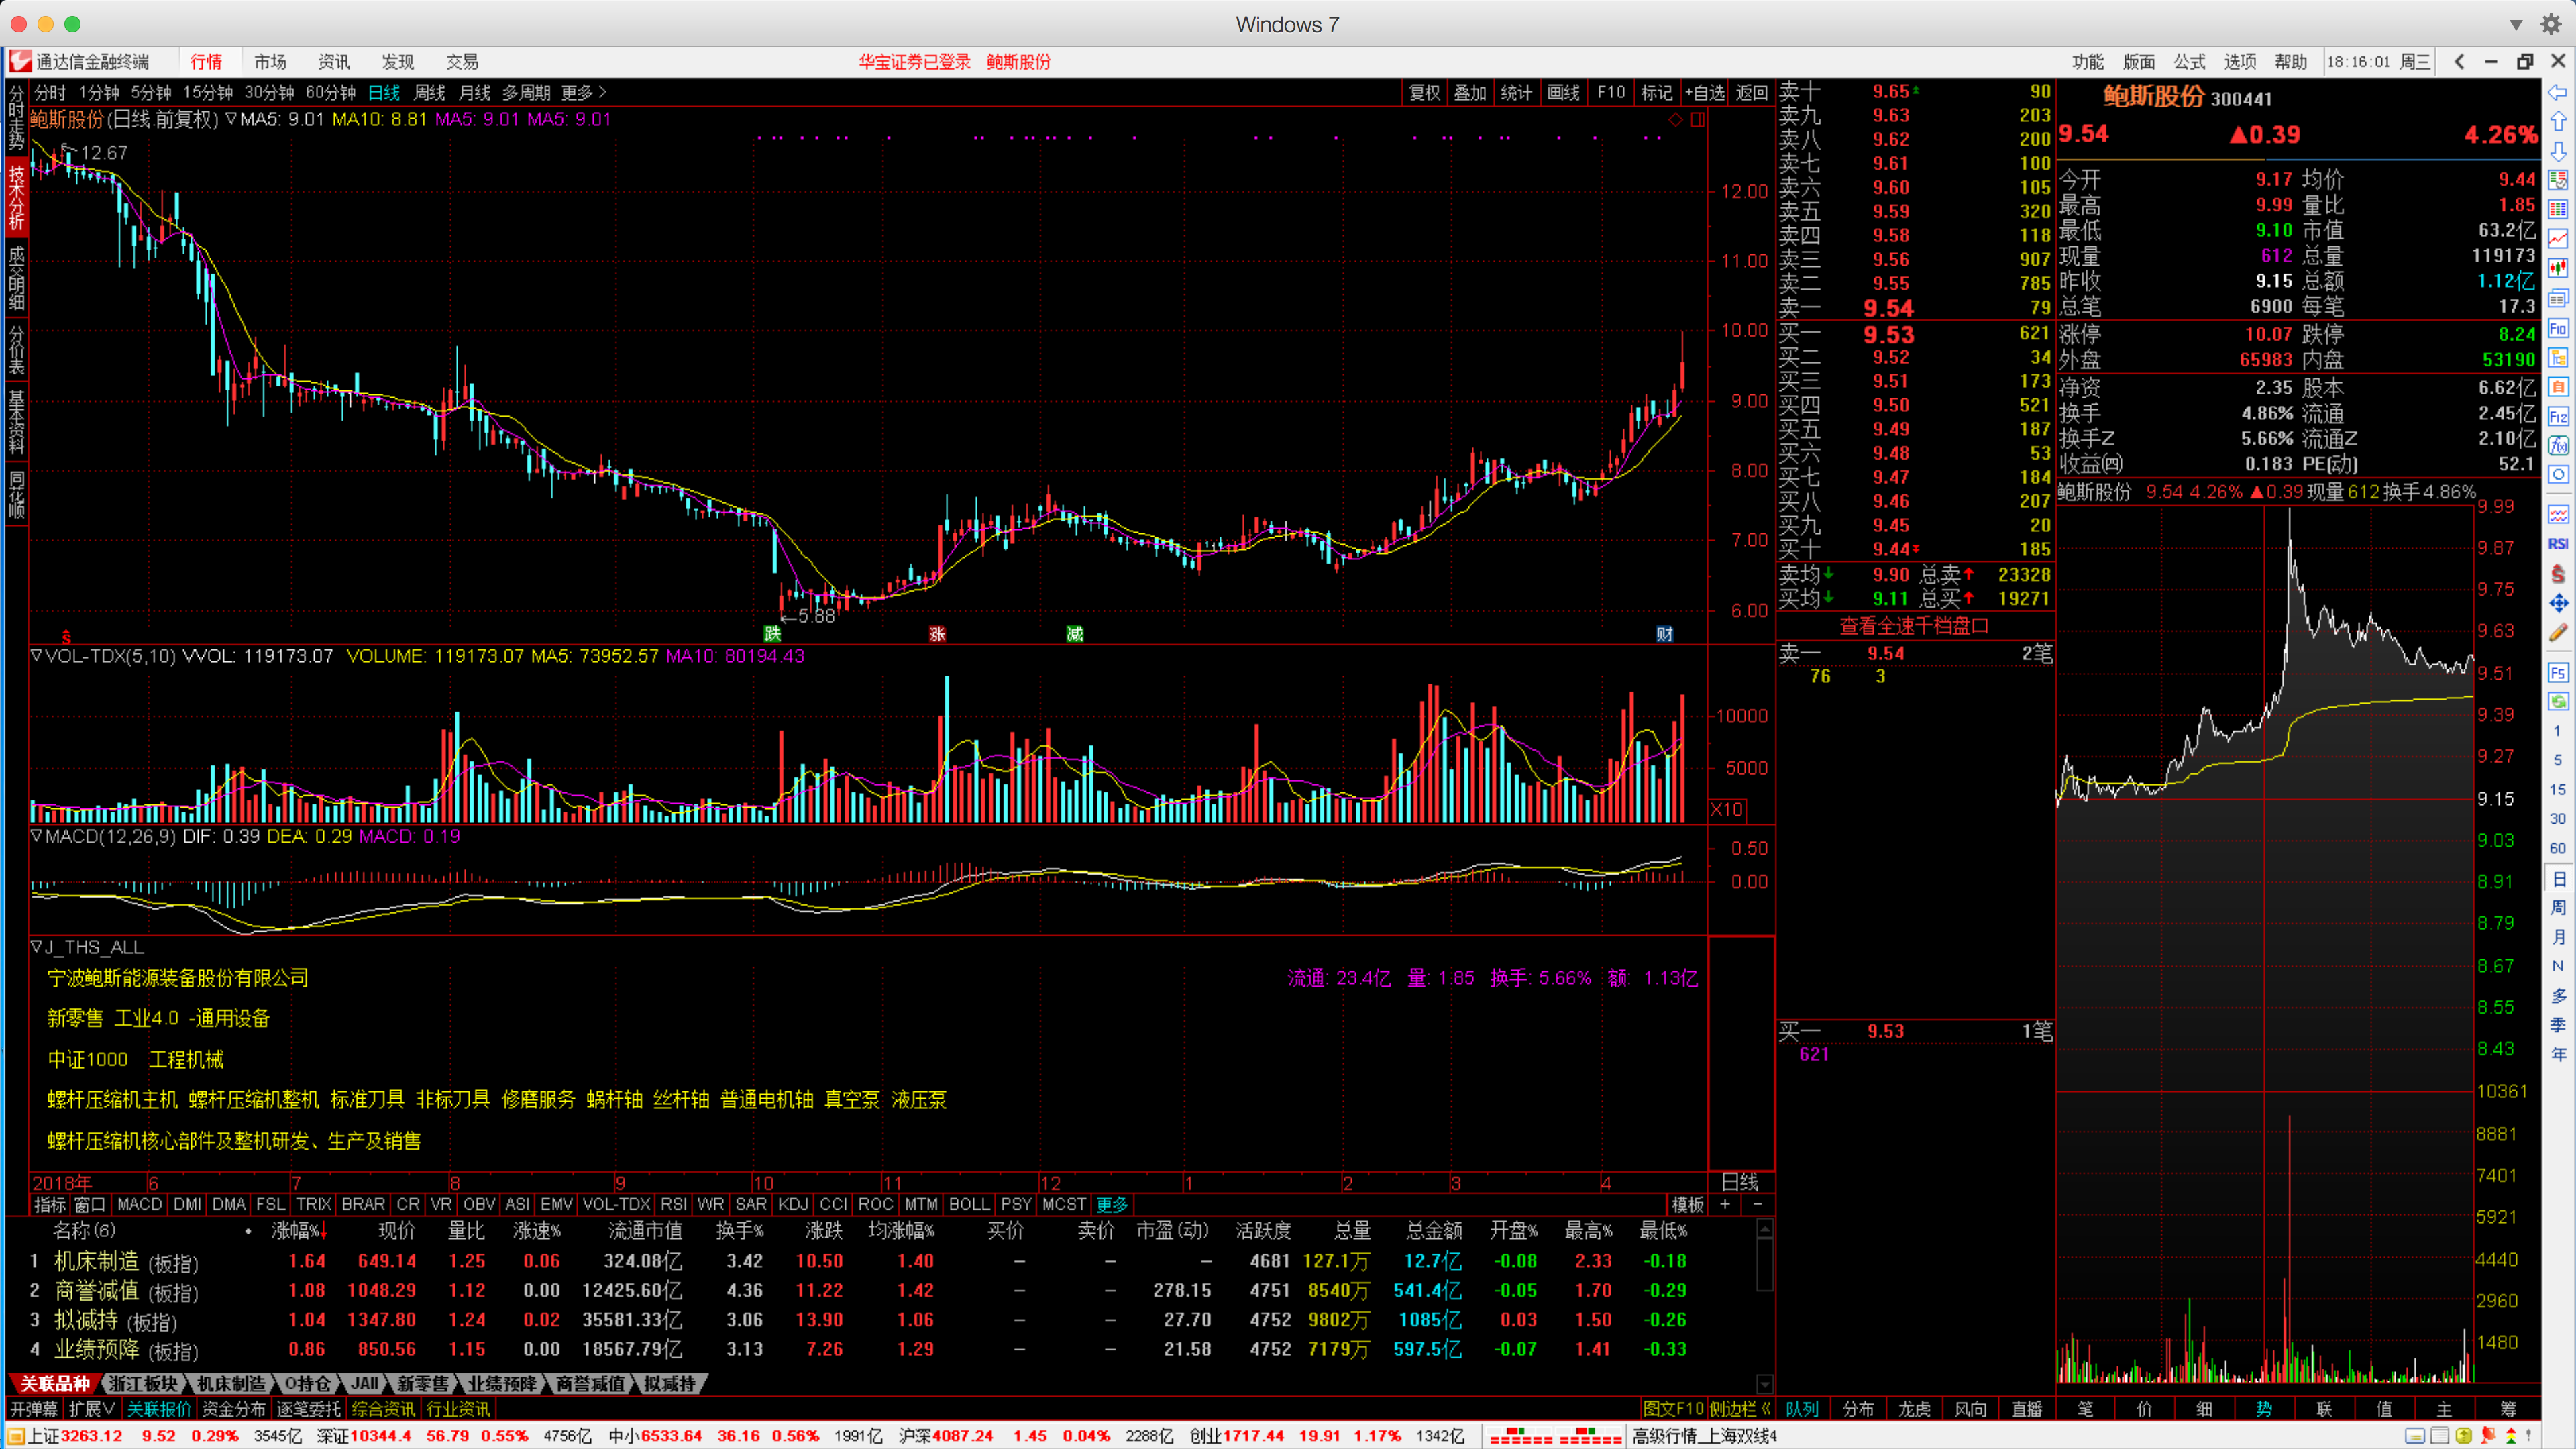 Windows 7
通达信金融终端 行情 市场 资讯 发现 交易 华宝证券已登录 鲍斯股份 功能 版面 公式 选项 帮助 18:16:01 周三
分时 1分钟 5分钟 15分钟 30分钟 60分钟 日线 周线 月线 多周期 更多 复权 叠加 统计 画线 F10 标记 +自选 返回
分时走势
技术分析
成交明细
分价表
基本资料
同花顺
鲍斯股份(日线.前复权) MA5: 9.01 MA10: 8.81 MA5: 9.01 MA5: 9.01
12.67
12.00
11.00
10.00
9.00
8.00
7.00
6.00
5.88
跌 涨 减 财
VOL-TDX(5,10) VVOL: 119173.07 VOLUME: 119173.07 MA5: 73952.57 MA10: 80194.43
10000
5000
X10
MACD(12,26,9) DIF: 0.39 DEA: 0.29 MACD: 0.19
0.50
0.00
J_THS_ALL
宁波鲍斯能源装备股份有限公司 流通: 23.4亿 量: 1.85 换手: 5.66% 额: 1.13亿
新零售 工业4.0 -通用设备
中证1000 工程机械
螺杆压缩机主机 螺杆压缩机整机 标准刀具 非标刀具 修磨服务 蜗杆轴 丝杆轴 普通电机轴 真空泵 液压泵
螺杆压缩机核心部件及整机研发、生产及销售
2018年 6 7 8 9 10 11 12 1 2 3 4 日线
指标 窗口 MACD DMI DMA FSL TRIX BRAR CR VR OBV ASI EMV VOL-TDX RSI WR SAR KDJ CCI ROC MTM BOLL PSY MCST 更多 模板 + −
名称(6) 涨幅%↓ 现价 量比 涨速% 流通市值 换手% 涨跌 均涨幅% 买价 卖价 市盈(动) 活跃度 总量 总金额 开盘% 最高% 最低%
1 机床制造 (板指) 1.64 649.14 1.25 0.06 324.08亿 3.42 10.50 1.40 – – – 4681 127.1万 12.7亿 -0.08 2.33 -0.18
2 商誉减值 (板指) 1.08 1048.29 1.12 0.00 12425.60亿 4.36 11.22 1.42 – – 278.15 4751 8540万 541.4亿 -0.05 1.70 -0.29
3 拟减持 (板指) 1.04 1347.80 1.24 0.02 35581.33亿 3.06 13.90 1.06 – – 27.70 4752 9802万 1085亿 0.03 1.50 -0.26
4 业绩预降 (板指) 0.86 850.56 1.15 0.00 18567.79亿 3.13 7.26 1.29 – – 21.58 4752 7179万 597.5亿 -0.07 1.41 -0.33
关联品种 浙江板块 机床制造 O持仓 JAll 新零售 业绩预降 商誉减值 拟减持
开弹幕 扩展 关联报价 资金分布 逐笔委托 综合资讯 行业资讯 图文F10 侧边栏《
卖十 9.65 90
卖九 9.63 203
卖八 9.62 200
卖七 9.61 100
卖六 9.60 105
卖五 9.59 320
卖四 9.58 118
卖三 9.56 907
卖二 9.55 785
卖一 9.54 79
买一 9.53 621
买二 9.52 34
买三 9.51 173
买四 9.50 521
买五 9.49 187
买六 9.48 53
买七 9.47 184
买八 9.46 207
买九 9.45 20
买十 9.44 185
卖均↓ 9.90 总卖↑ 23328
买均↓ 9.11 总买↑ 19271
查看全速千档盘口
卖一 9.54 2笔
76 3
买一 9.53 1笔
621
队列 分布 龙虎 风向 直播
鲍斯股份 300441
9.54 ▲0.39 4.26%
今开 9.17 均价 9.44
最高 9.99 量比 1.85
最低 9.10 市值 63.2亿
现量 612 总量 119173
昨收 9.15 总额 1.12亿
总笔 6900 每笔 17.3
涨停 10.07 跌停 8.24
外盘 65983 内盘 53190
净资 2.35 股本 6.62亿
换手 4.86% 流通 2.45亿
换手Z 5.66% 流通Z 2.10亿
收益㈣ 0.183 PE(动) 52.1
鲍斯股份 9.54 4.26% ▲0.39 现量 612 换手 4.86%
9.99
9.87
9.75
9.63
9.51
9.39
9.27
9.15
9.03
8.91
8.79
8.67
8.55
8.43
10361
8881
7401
5921
4440
2960
1480
笔 价 细 势 联 值 主 筹
F10
自
F12
f(x)
RSI
F5
1
5
15
30
60
日
周
月
N
多
季
年
上证3263.12 9.52 0.29% 3545亿 深证10344.4 56.79 0.55% 4756亿 中小6533.64 36.16 0.56% 1991亿 沪深4087.24 1.45 0.04% 2288亿 创业1717.44 19.91 1.17% 1342亿 高级行情_上海双线4